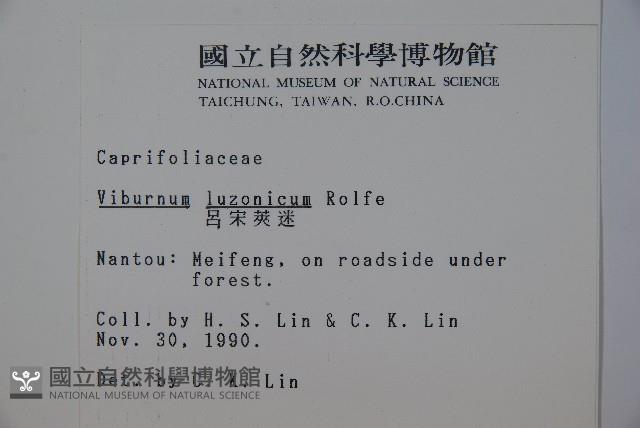 國立自然科學博物館
NATIONAL MUSEUM OF NATURAL SCIENCE
TAICHUNG, TAIWAN, R.O.CHINA
Caprifoliaceae
Viburnum luzonicum Rolfe
呂宋莢迷
Nantou: Meifeng, on roadside under
forest.
Coll. by H. S. Lin & C. K. Lin
Nov. 30, 1990.
Det. by C. K. Lin
國立自然科學博物館
NATIONAL MUSEUM OF NATURAL SCIENCE